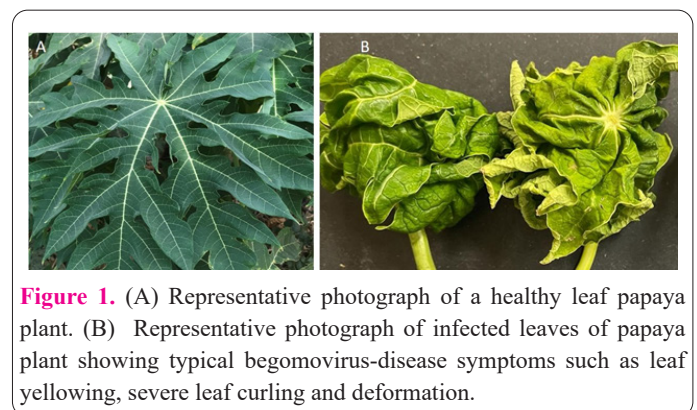 A
B
Figure 1. (A) Representative photograph of a healthy leaf papaya
plant. (B) Representative photograph of infected leaves of papaya
plant showing typical begomovirus-disease symptoms such as leaf
yellowing, severe leaf curling and deformation.